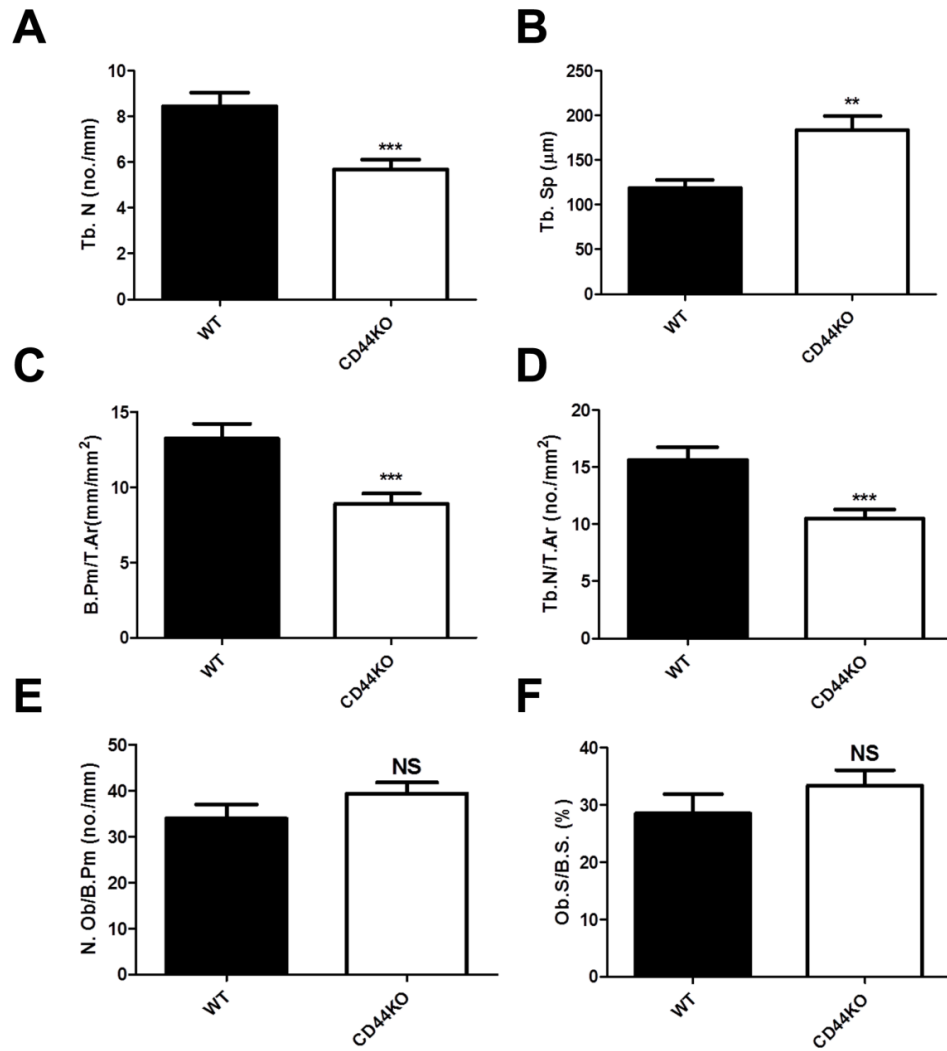 A
Tb. N (no./mm)
10
8
6
4
2
0
***
WT
CD44KO
B
Tb. Sp (μm)
250
200
150
100
50
0
**
WT
CD44KO
C
B.Pm/T.Ar(mm/mm²)
15
10
5
0
***
WT
CD44KO
D
Tb.N/T.Ar (no./mm²)
20
15
10
5
0
***
WT
CD44KO
E
N. Ob/B.Pm (no./mm)
50
40
30
20
10
0
NS
WT
CD44KO
F
Ob.S/B.S. (%)
40
30
20
10
0
NS
WT
CD44KO